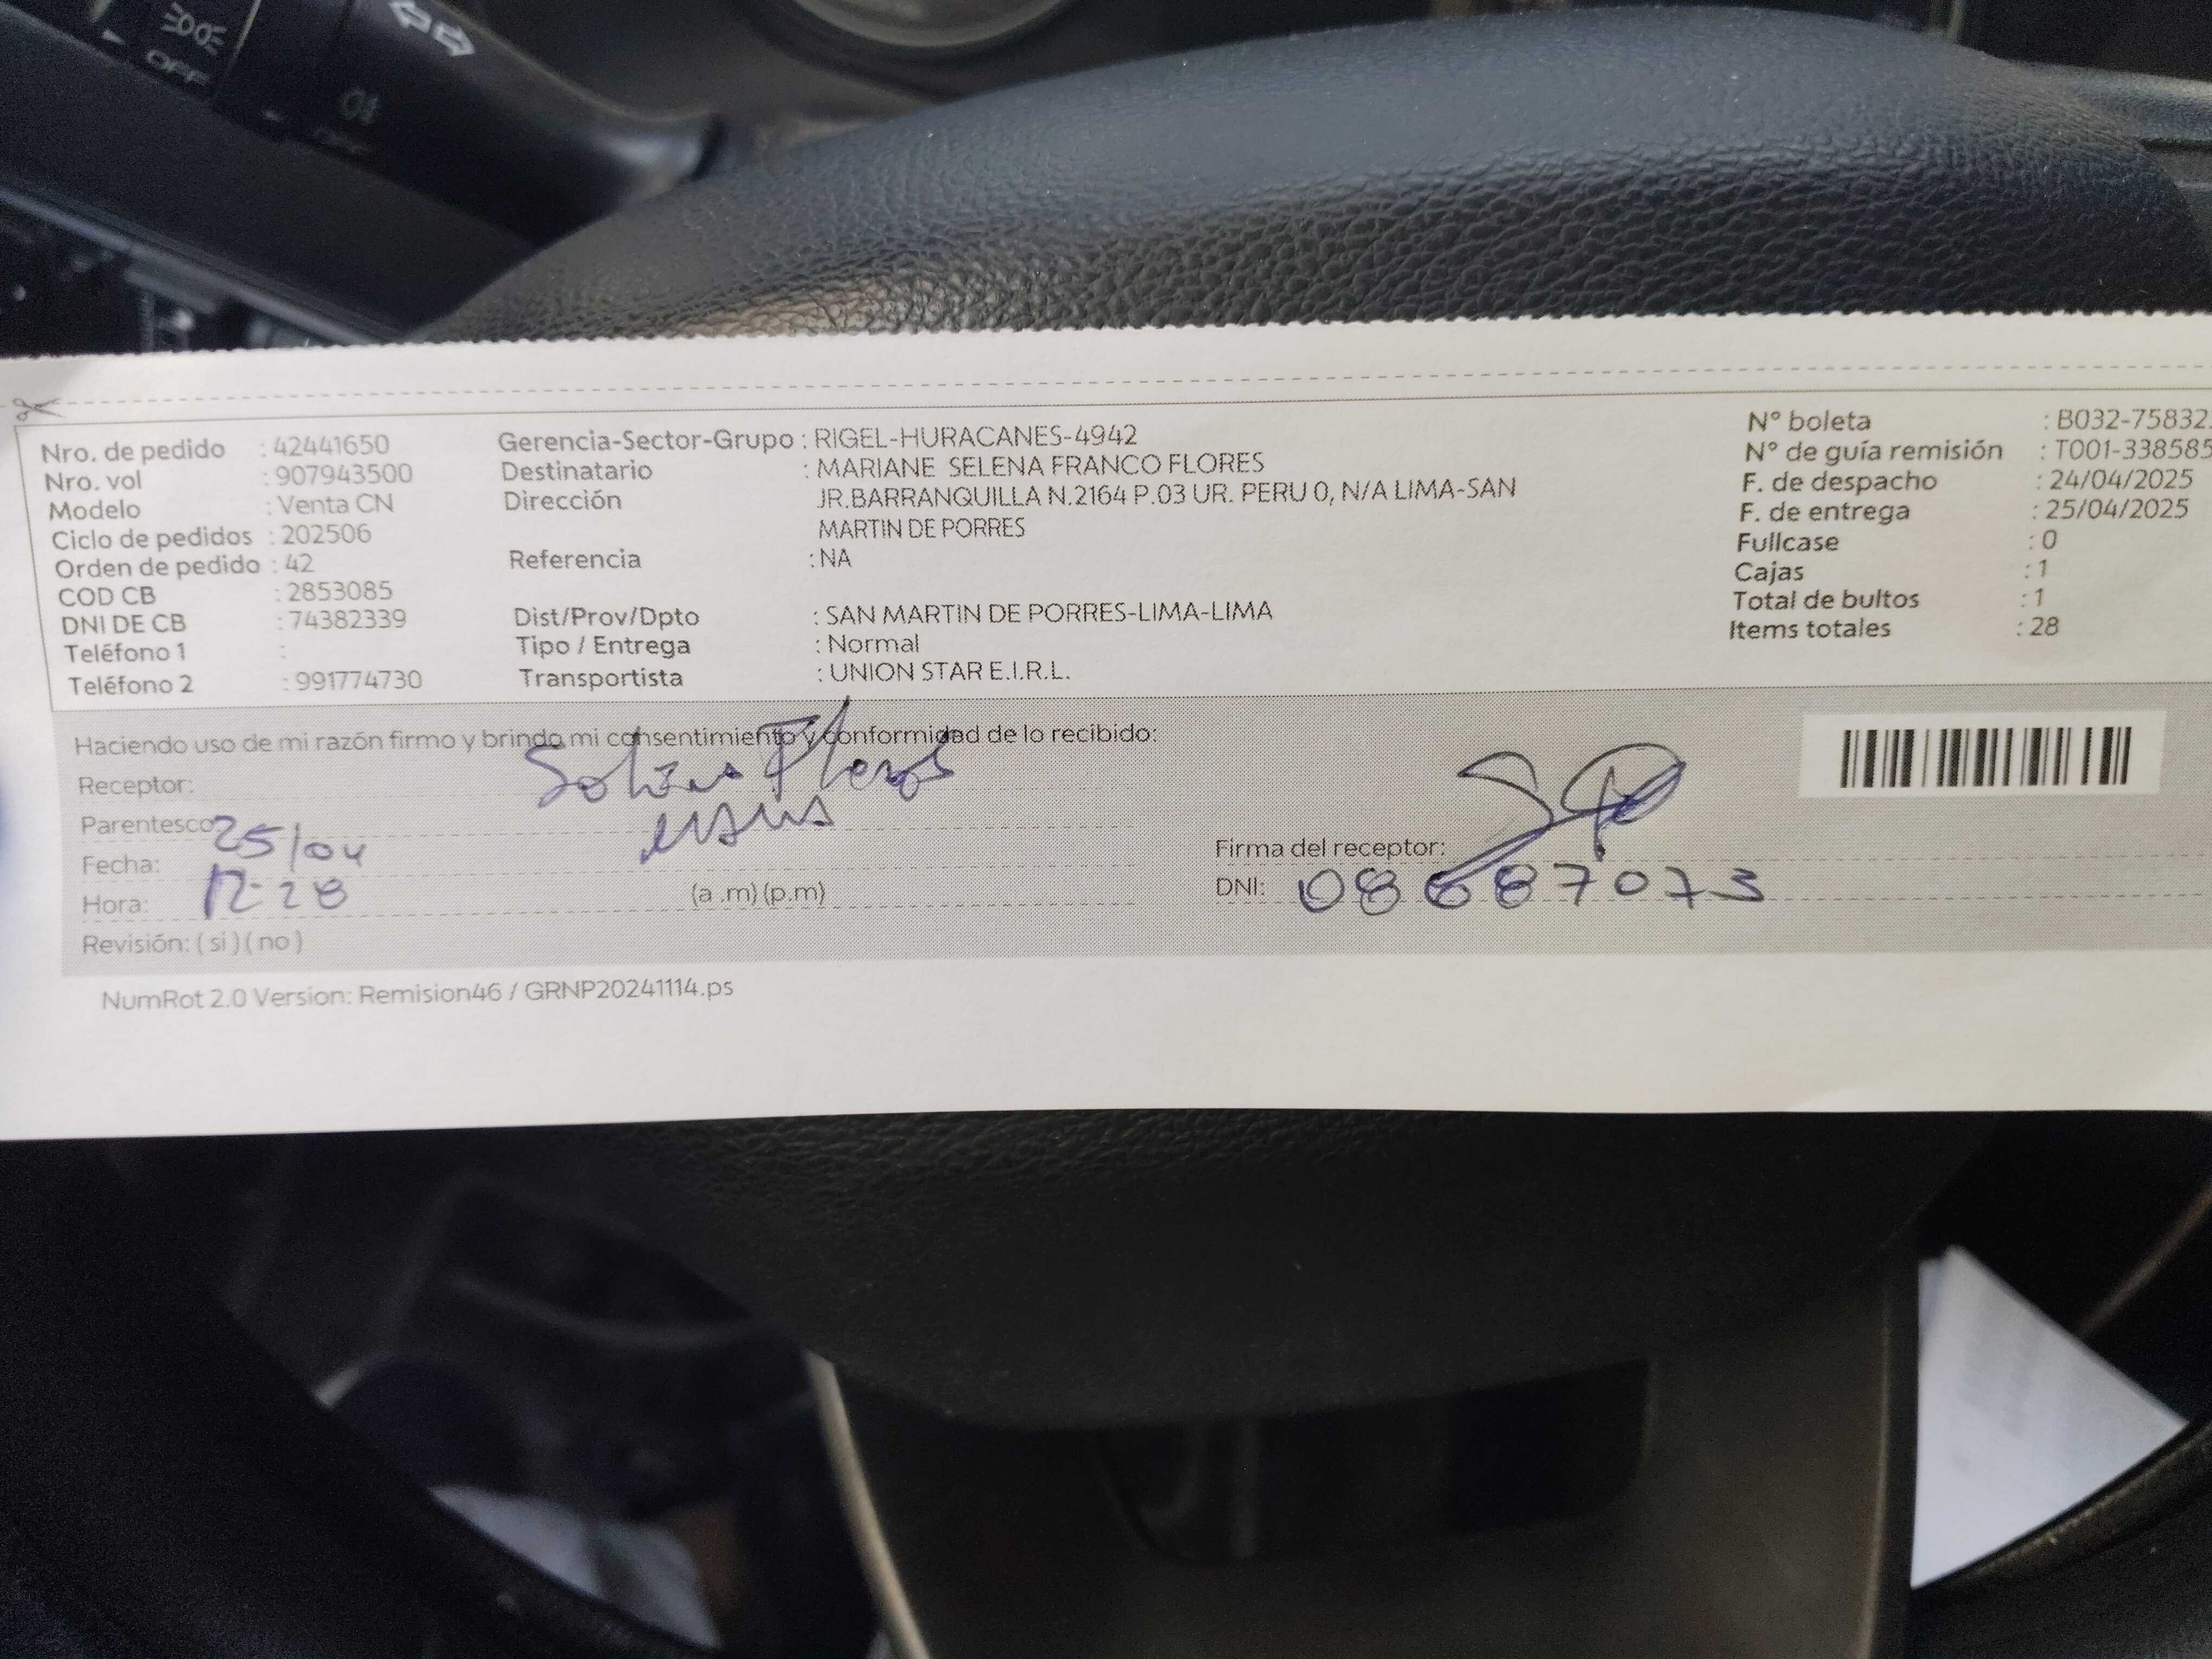 OFF
Nro. de pedido : 42441650
Nro. vol : 907943500
Modelo : Venta CN
Ciclo de pedidos : 202506
Orden de pedido : 42
COD CB : 2853085
DNI DE CB : 74382339
Teléfono 1 :
Teléfono 2 : 991774730
Gerencia-Sector-Grupo : RIGEL-HURACANES-4942
Destinatario : MARIANE SELENA FRANCO FLORES
Dirección JR.BARRANQUILLA N.2164 P.03 UR. PERU 0, N/A LIMA-SAN
MARTIN DE PORRES
Referencia : NA
Dist/Prov/Dpto : SAN MARTIN DE PORRES-LIMA-LIMA
Tipo / Entrega : Normal
Transportista : UNION STAR E.I.R.L.
N° boleta : B032-75832
N° de guía remisión : T001-338585
F. de despacho : 24/04/2025
F. de entrega : 25/04/2025
Fullcase : 0
Cajas : 1
Total de bultos : 1
Items totales : 28
Haciendo uso de mi razón firmo y brindo mi consentimiento y conformidad de lo recibido:
Receptor:
Parentesco:
Fecha: 25/04
Hora: 12:28 (a .m) (p.m)
Revisión: ( si ) ( no )
Firma del receptor:
DNI: 08687073
NumRot 2.0 Version: Remision46 / GRNP20241114.ps